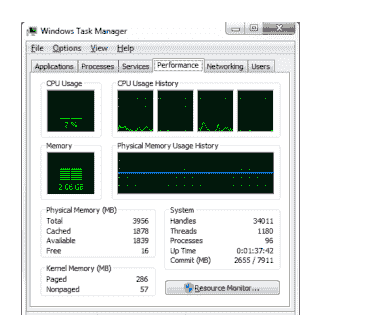 Windows Task Manager
File Options View Help
Applications Processes Services Performance Networking Users
CPU Usage CPU Usage History
2 %
Memory Physical Memory Usage History
2.06 GB
Physical Memory (MB)
Total 3956
Cached 1878
Available 1839
Free 16
Kernel Memory (MB)
Paged 286
Nonpaged 57
System
Handles 34011
Threads 1180
Processes 96
Up Time 0:01:37:42
Commit (MB) 2655 / 7911
Resource Monitor...